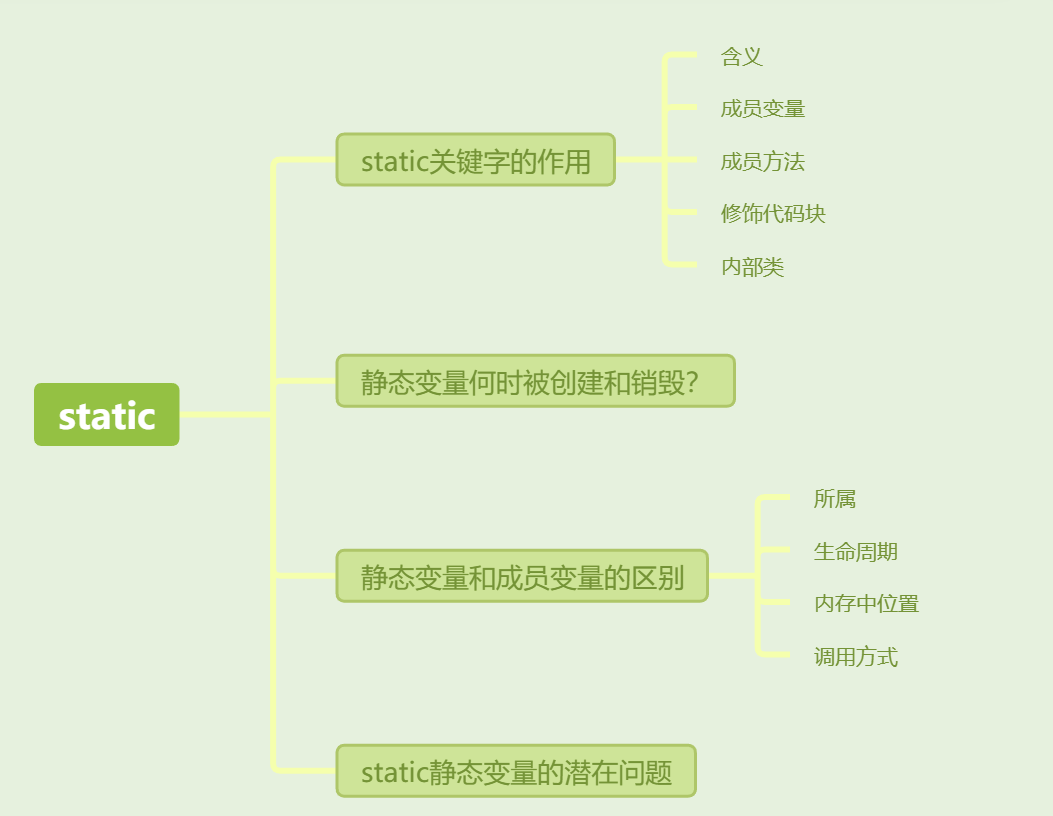 static
static关键字的作用
含义
成员变量
成员方法
修饰代码块
内部类
静态变量何时被创建和销毁？
静态变量和成员变量的区别
所属
生命周期
内存中位置
调用方式
static静态变量的潜在问题